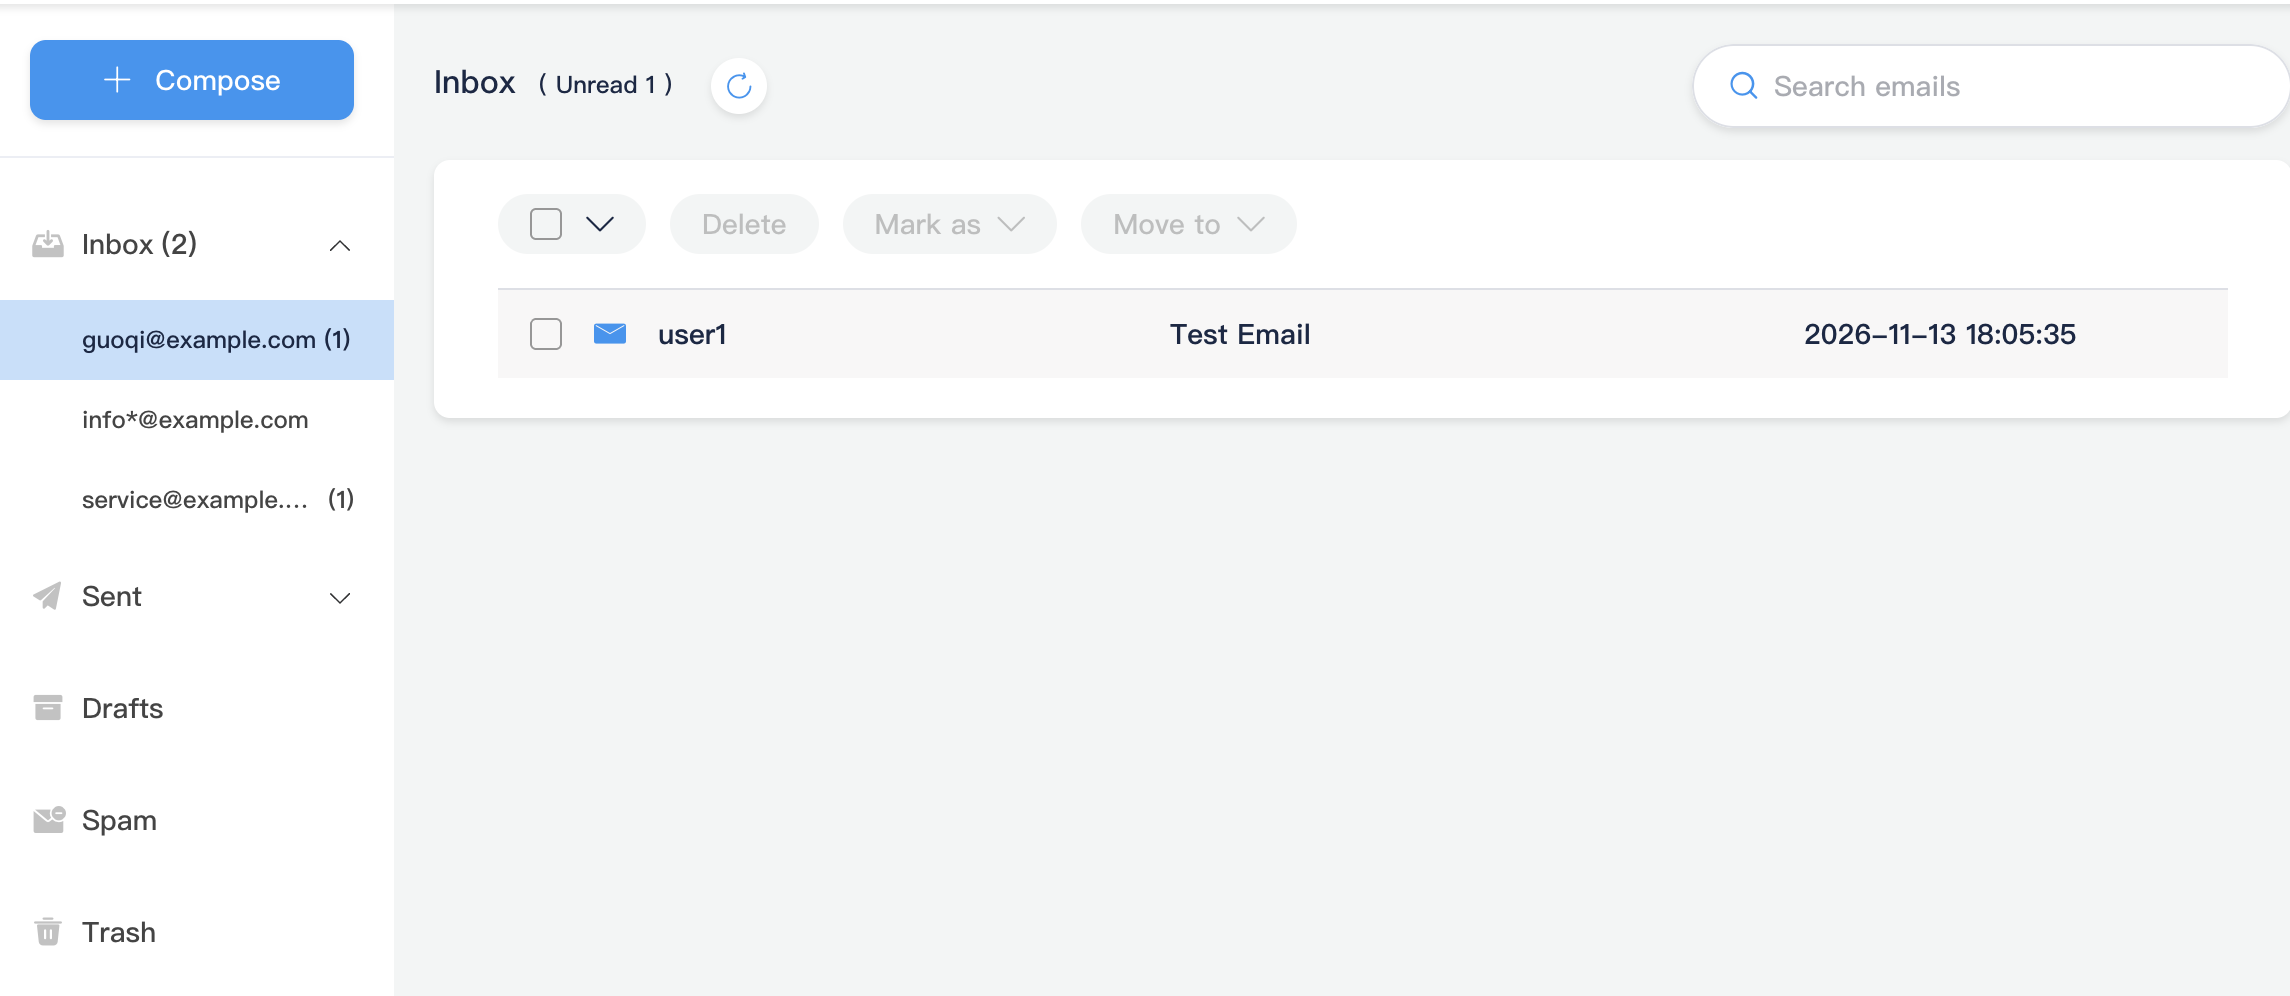 Compose
Inbox ( Unread 1 )
Search emails
Inbox (2)
guoqi@example.com (1)
info*@example.com
service@example.... (1)
Sent
Drafts
Spam
Trash
Delete
Mark as
Move to
user1 Test Email 2026-11-13 18:05:35